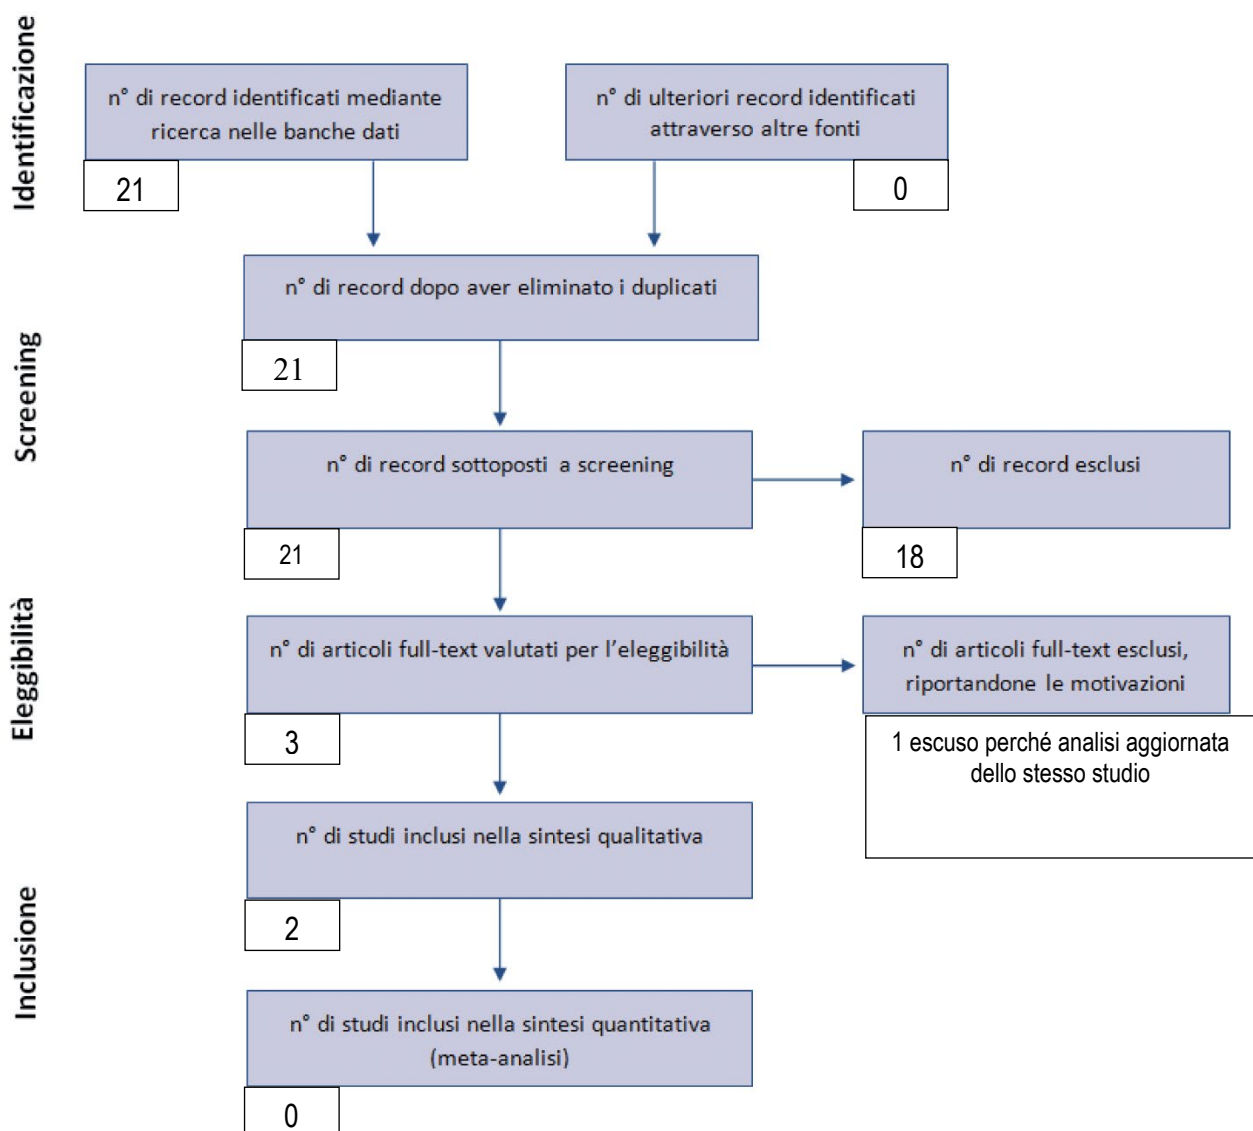 Identificazione
n° di record identificati mediante
ricerca nelle banche dati
21
n° di ulteriori record identificati
attraverso altre fonti
0
n° di record dopo aver eliminato i duplicati
21
Screening
n° di record sottoposti a screening
21
n° di record esclusi
18
Eleggibilità
n° di articoli full-text valutati per l'eleggibilità
3
n° di articoli full-text esclusi,
riportandone le motivazioni
1 escuso perché analisi aggiornata
dello stesso studio
Inclusione
n° di studi inclusi nella sintesi qualitativa
2
n° di studi inclusi nella sintesi quantitativa
(meta-analisi)
0